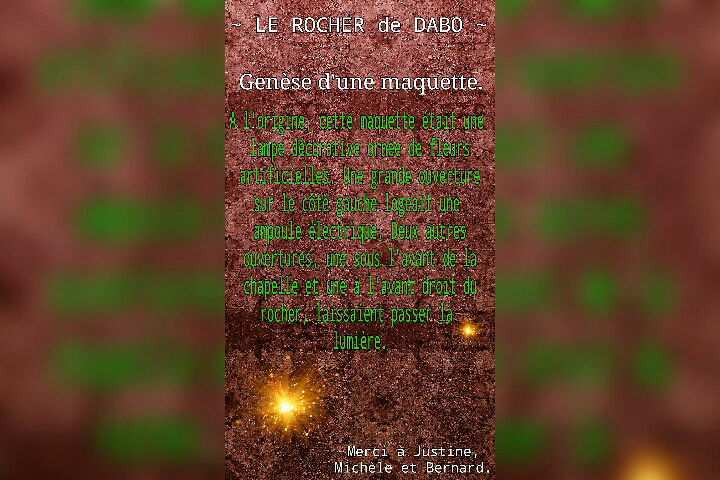 ~ LE ROCHER de DABO ~
Genèse d'une maquette.
A l'origine, cette maquette était une
lampe décorative ornée de fleurs
artificielles. Une grande ouverture
sur le côté gauche logeait une
ampoule électrique. Deux autres
ouvertures, une sous l'avant de la
chapelle et une à l'avant droit du
rocher, laissaient passer la
lumière.
Merci à Justine,
Michèle et Bernard.